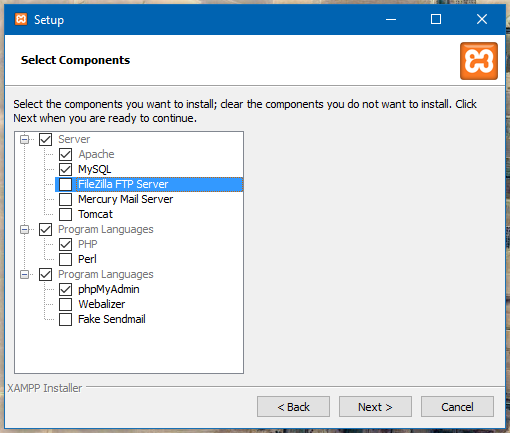 Setup
Select Components
Select the components you want to install; clear the components you do not want to install. Click
Next when you are ready to continue.
Server
Apache
MySQL
FileZilla FTP Server
Mercury Mail Server
Tomcat
Program Languages
PHP
Perl
Program Languages
phpMyAdmin
Webalizer
Fake Sendmail
XAMPP Installer
< Back
Next >
Cancel